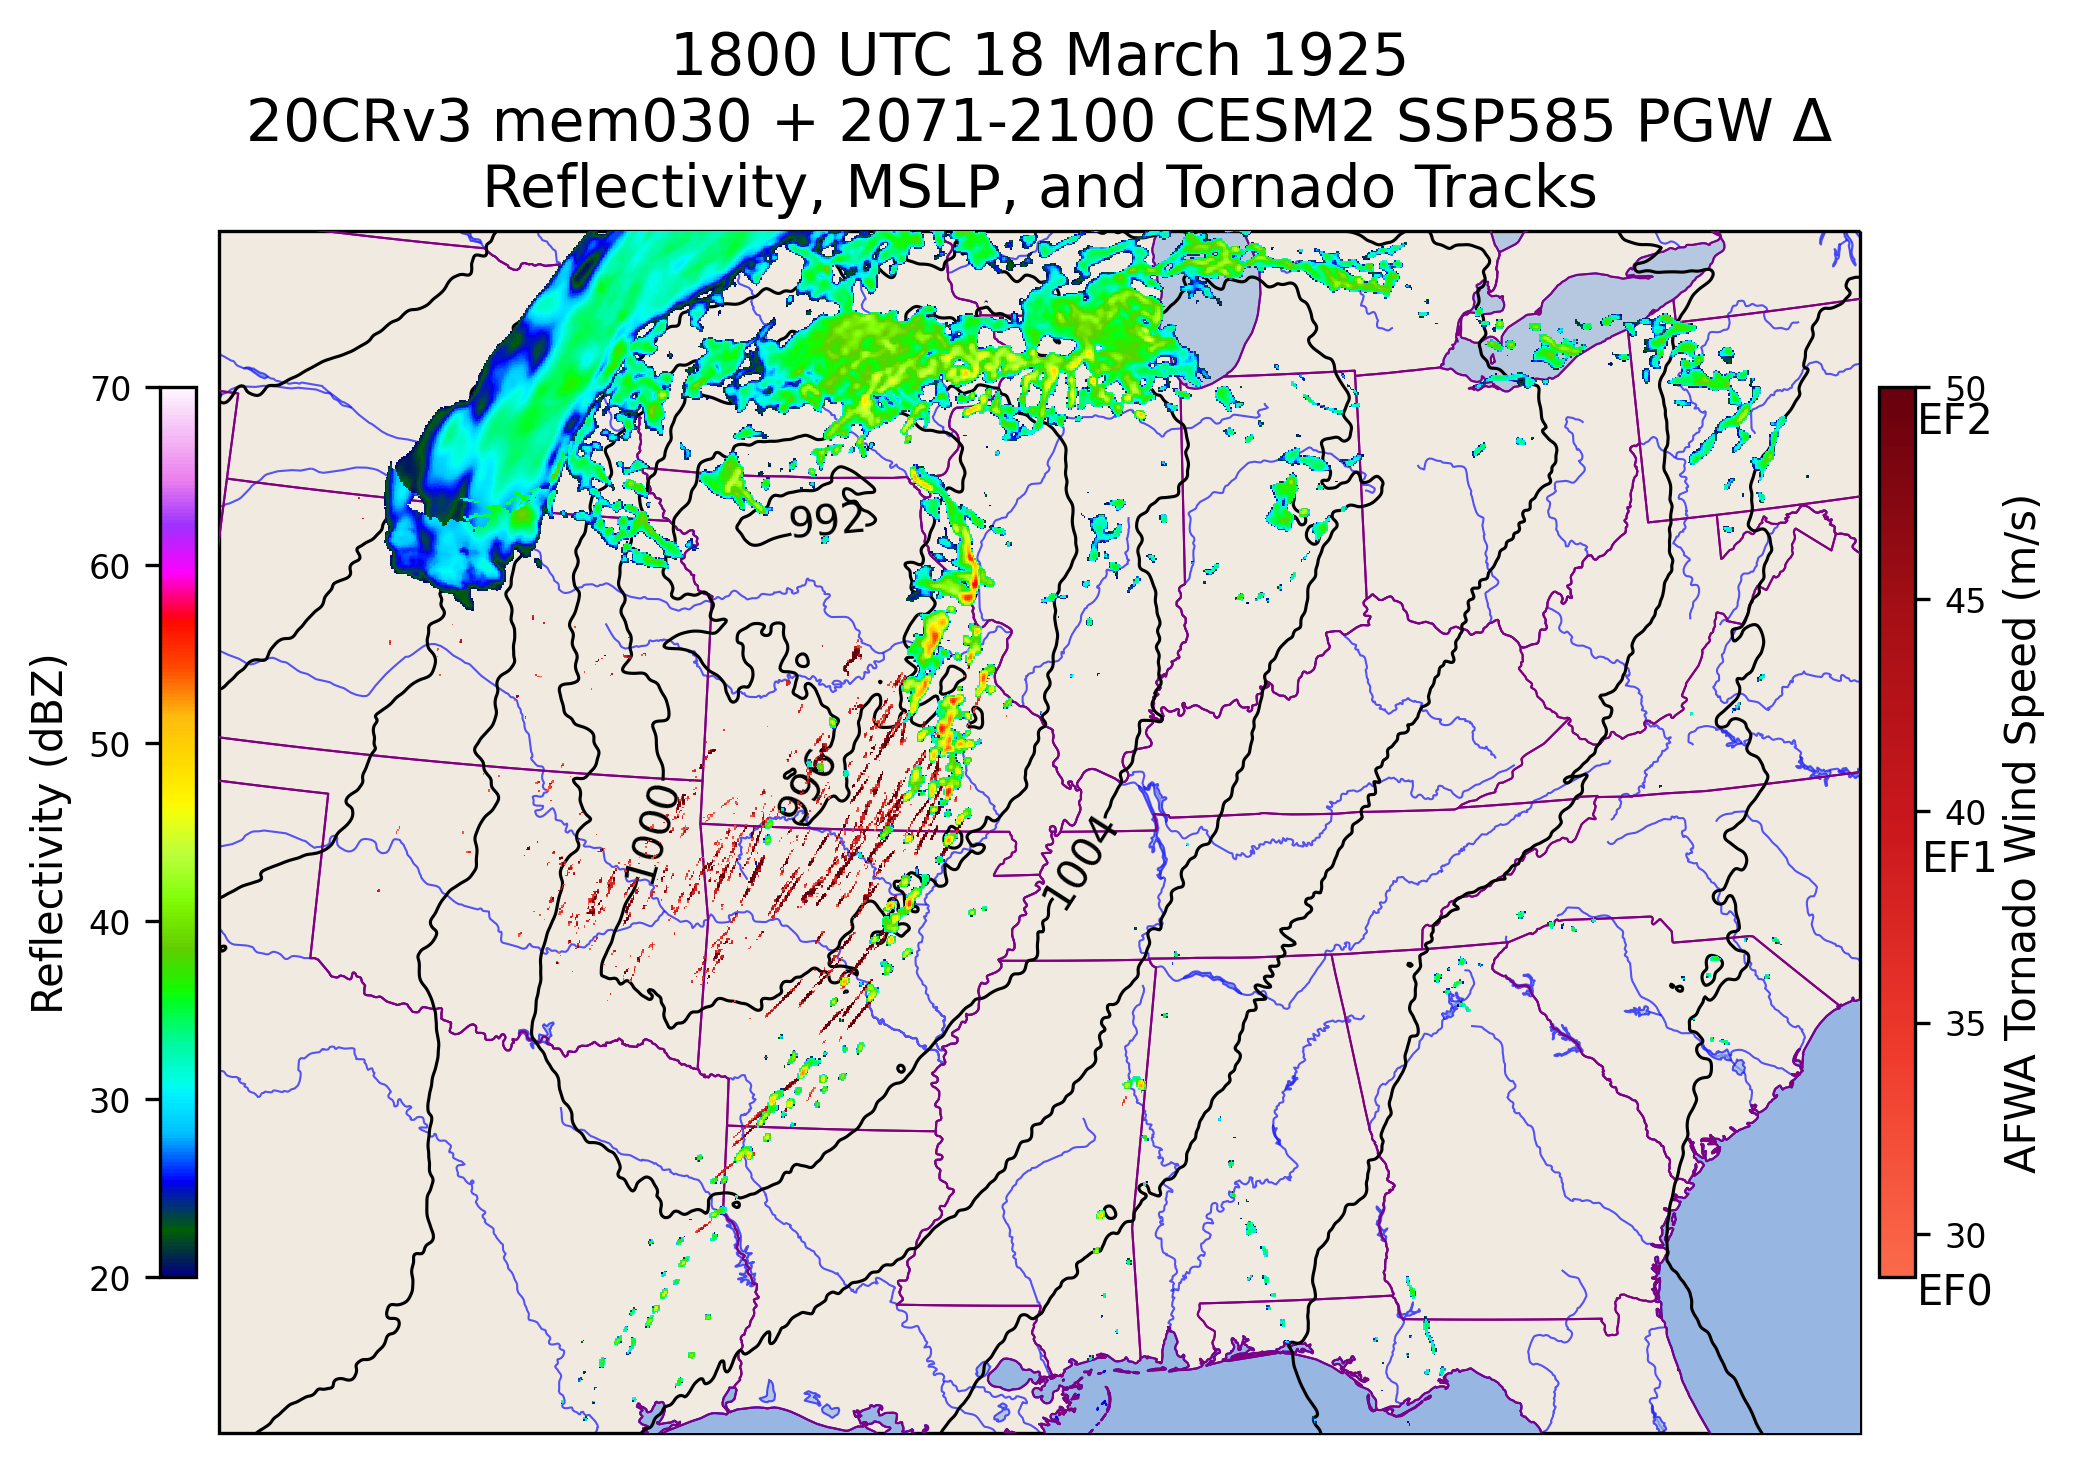 1800 UTC 18 March 1925
20CRv3 mem030 + 2071-2100 CESM2 SSP585 PGW Δ
Reflectivity, MSLP, and Tornado Tracks
Reflectivity (dBZ)
70
60
50
40
30
20
992
996
1000
1004
50
EF2
45
40
EF1
35
30
EF0
AFWA Tornado Wind Speed (m/s)